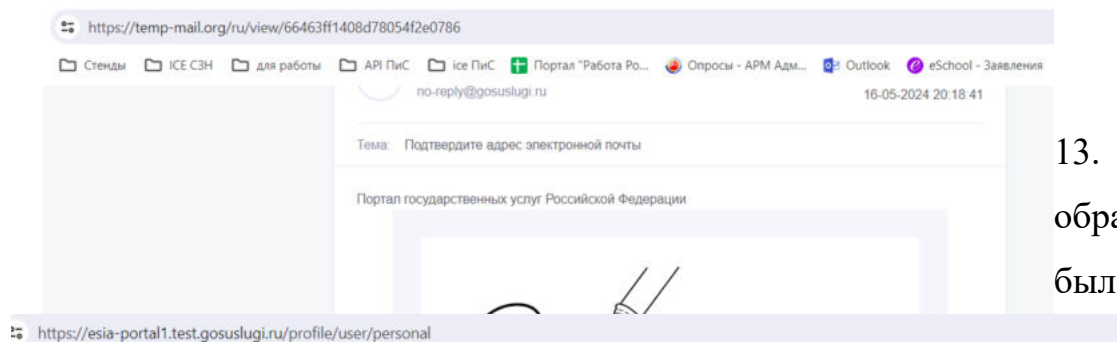 https://temp-mail.org/ru/view/66463ff1408d78054f2e0786
Стенды ICE СЗН для работы API ПиС ice ПиС Портал "Работа Ро... Опросы - АРМ Адм... Outlook eSchool - Заявления
no-reply@gosuslugi.ru 16-05-2024 20:18:41
Тема: Подтвердите адрес электронной почты
13.
Портал государственных услуг Российской Федерации
обра
был
https://esia-portal1.test.gosuslugi.ru/profile/user/personal